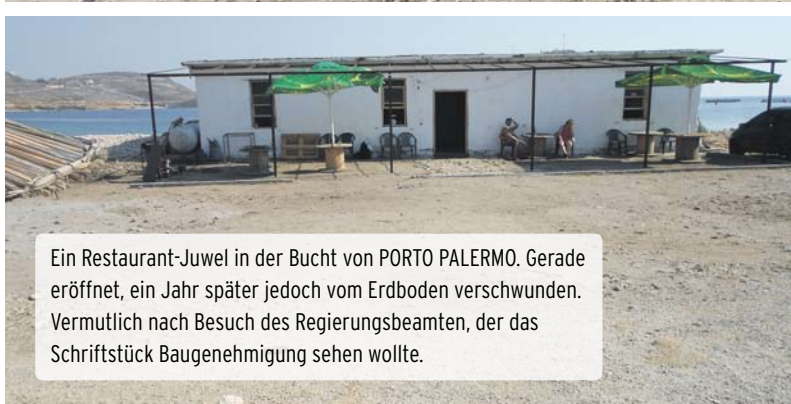 Ein Restaurant-Juwel in der Bucht von PORTO PALERMO. Gerade
eröffnet, ein Jahr später jedoch vom Erdboden verschwunden.
Vermutlich nach Besuch des Regierungsbeamten, der das
Schriftstück Baugenehmigung sehen wollte.